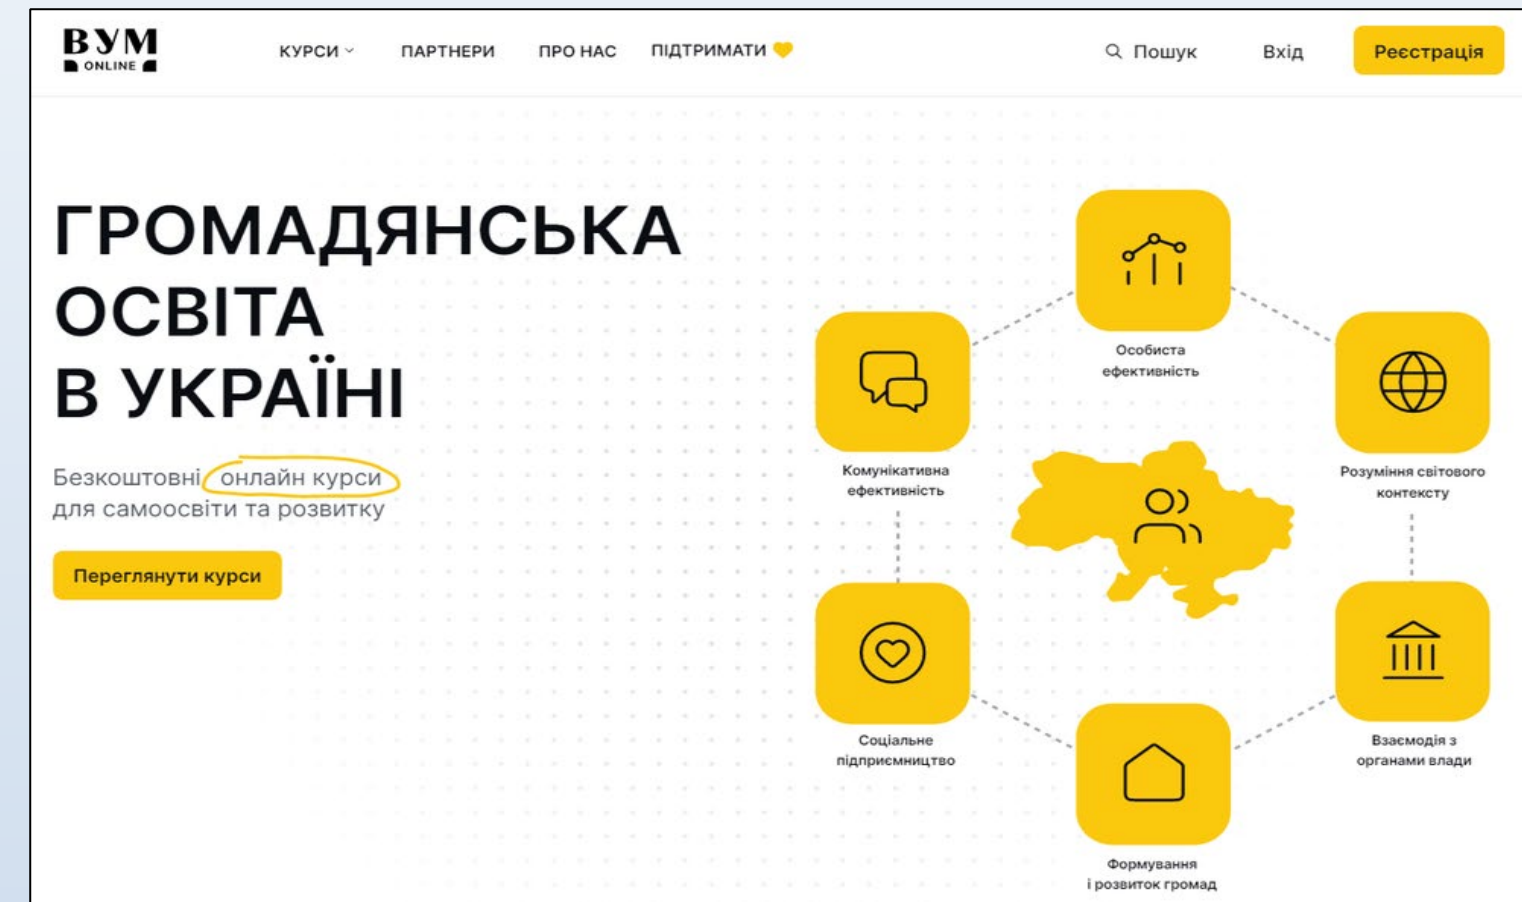 ВУМ
ONLINE
КУРСИ
ПАРТНЕРИ
ПРО НАС
ПІДТРИМАТИ
Пошук
Вхід
Реєстрація
ГРОМАДЯНСЬКА
ОСВІТА
В УКРАЇНІ
Безкоштовні онлайн курси
для самоосвіти та розвитку
Переглянути курси
Особиста
ефективність
Комунікативна
ефективність
Розуміння світового
контексту
Соціальне
підприємництво
Взаємодія з
органами влади
Формування
і розвиток громад